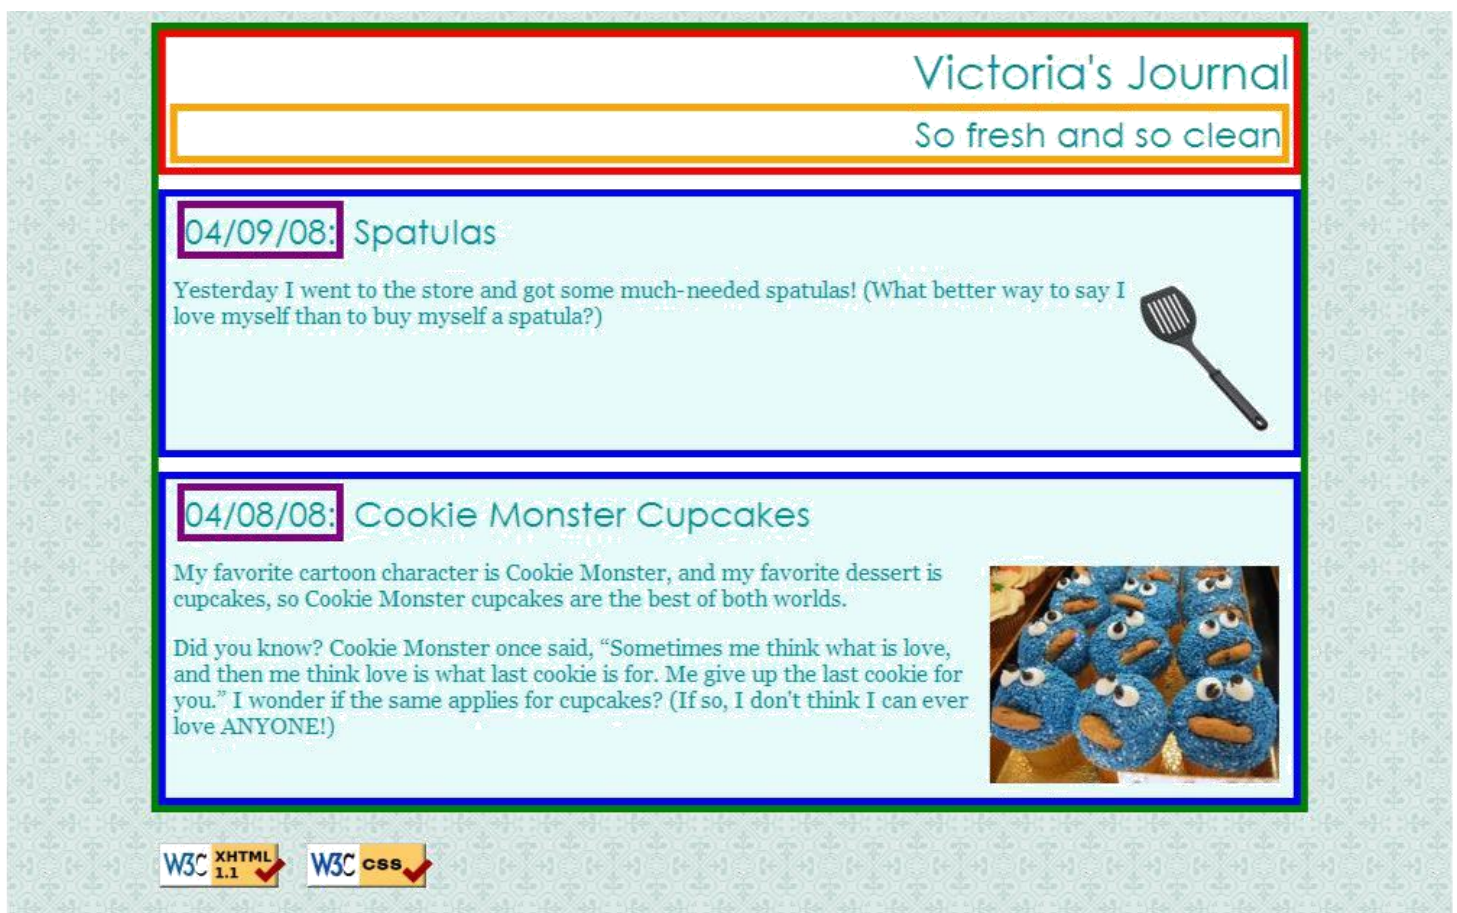 Victoria's Journal
So fresh and so clean
04/09/08: Spatulas
Yesterday I went to the store and got some much-needed spatulas! (What better way to say I
love myself than to buy myself a spatula?)
04/08/08: Cookie Monster Cupcakes
My favorite cartoon character is Cookie Monster, and my favorite dessert is
cupcakes, so Cookie Monster cupcakes are the best of both worlds.
Did you know? Cookie Monster once said, “Sometimes me think what is love,
and then me think love is what last cookie is for. Me give up the last cookie for
you.” I wonder if the same applies for cupcakes? (If so, I don't think I can ever
love ANYONE!)
W3C XHTML 1.1 W3C CSS